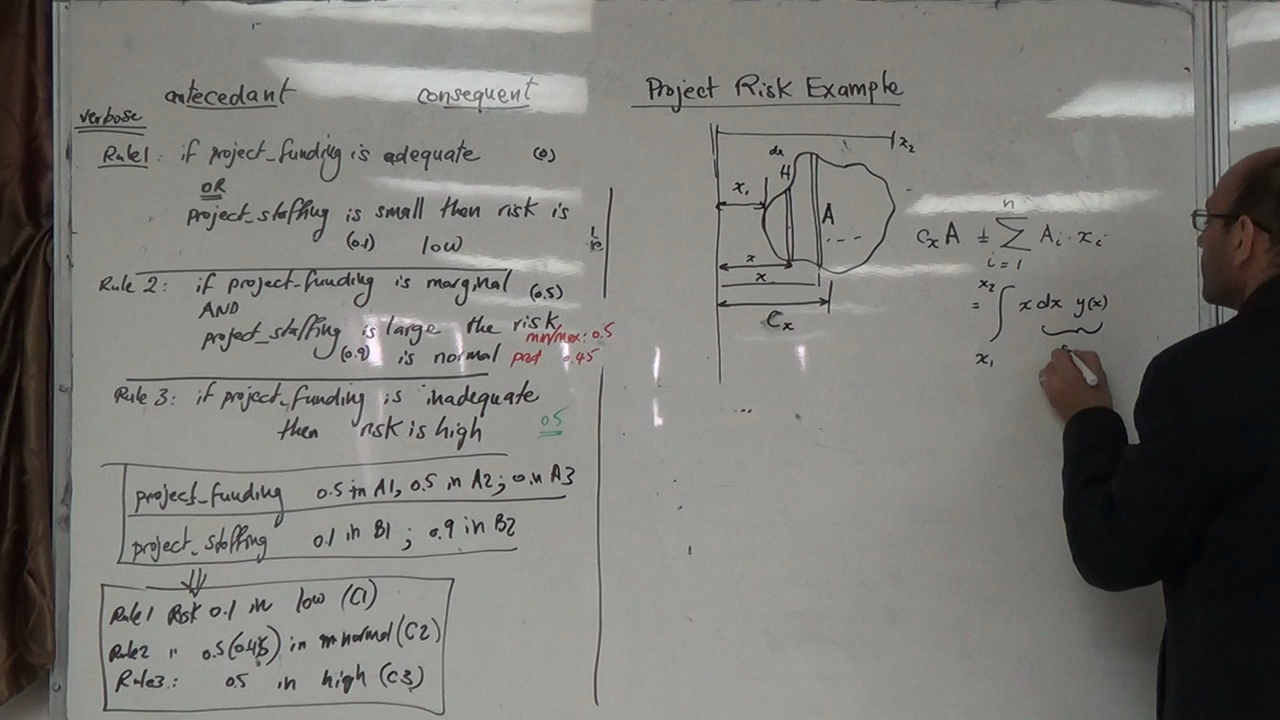 antecedant consequent
verbose
Rule1: if project_funding is adequate (0)
OR
project_staffing is small then risk is
(0.1) low
Rule 2: if project_funding is marginal (0.5)
AND
project_staffing is large the risk
(0.9) is normal
min/max: 0.5
prod 0.45
Rule 3: if project_funding is inadequate
then risk is high 0.5
project_funding 0.5 in A1, 0.5 in A2; A3
project_staffing 0.1 in B1 ; 0.9 in B2
⇓
Rule1 Risk 0.1 in low (C1)
Rule2 " 0.5(0.45) in normal (C2)
Rule3: 0.5 in high (C3)
Project Risk Example
x₂
dx
x₁
A
...
x
x
Cx
CxA ± n Σ i=1 Ai · xi
= x₂ ∫ x₁ x dx y(x)